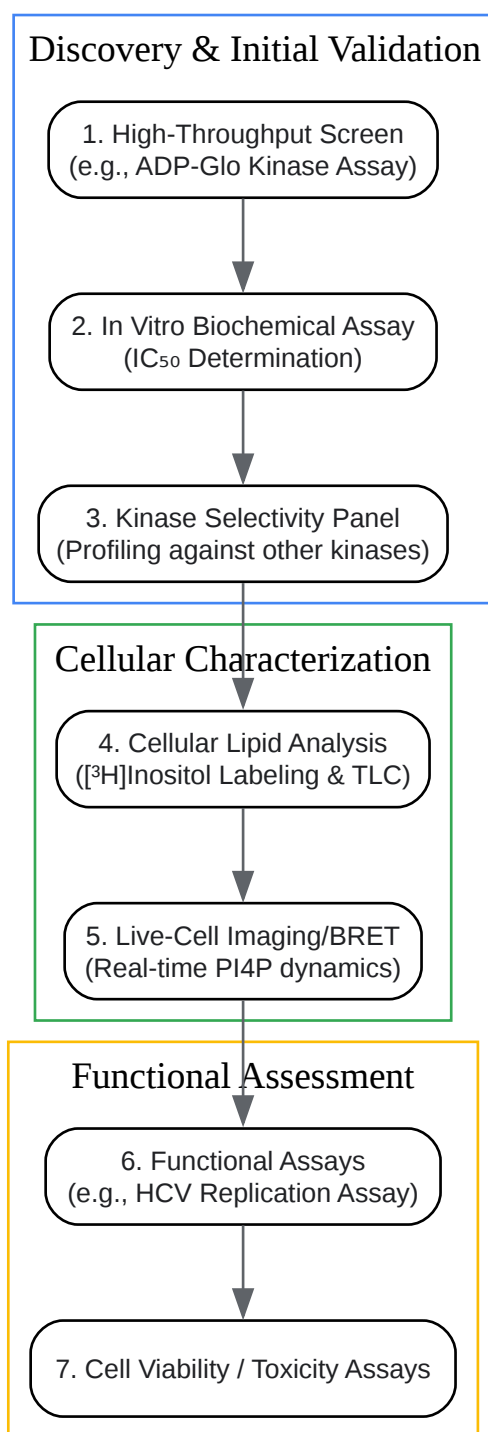 Discovery & Initial Validation
1. High-Throughput Screen
(e.g., ADP-Glo Kinase Assay)
2. In Vitro Biochemical Assay
(IC₅₀ Determination)
3. Kinase Selectivity Panel
(Profiling against other kinases)
Cellular Characterization
4. Cellular Lipid Analysis
([³H]Inositol Labeling & TLC)
5. Live-Cell Imaging/BRET
(Real-time PI4P dynamics)
Functional Assessment
6. Functional Assays
(e.g., HCV Replication Assay)
7. Cell Viability / Toxicity Assays